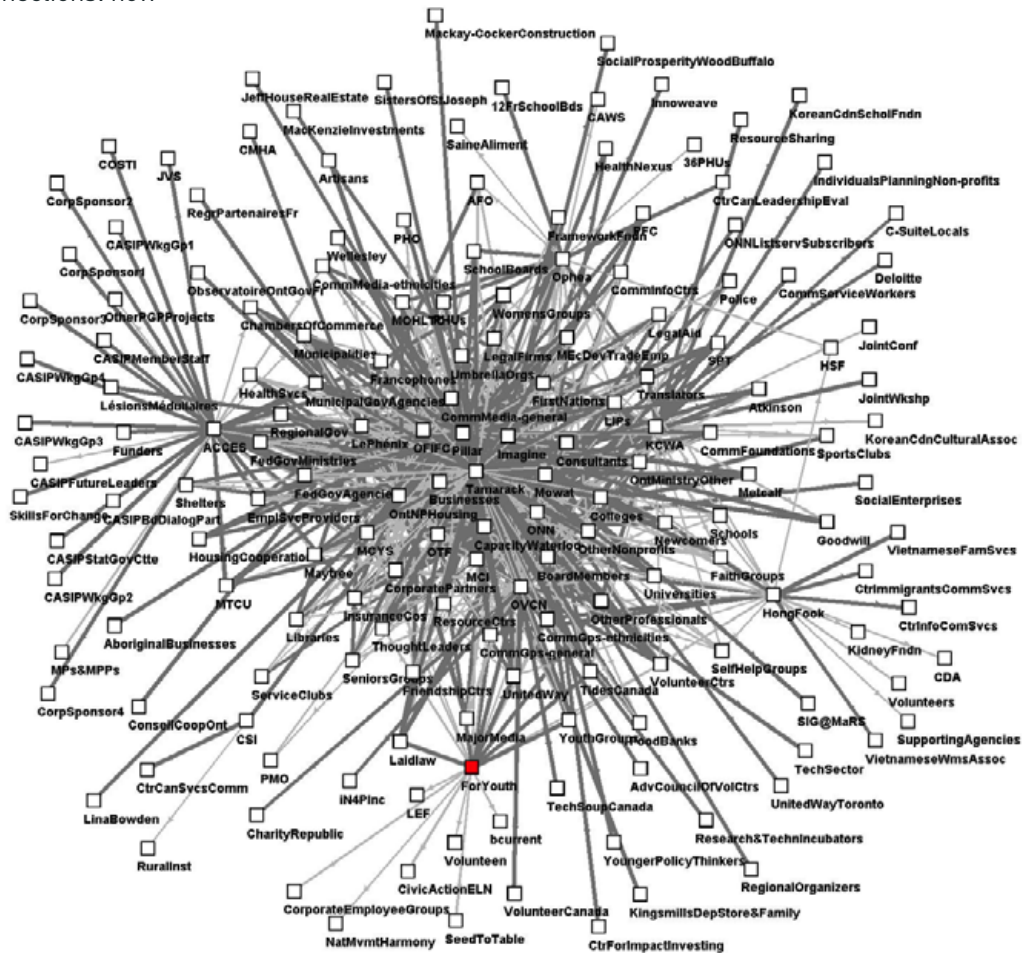 Mackay-CockerConstruction
SocialProsperityWoodBuffalo
JeffHouseRealEstate
SistersOfStJoseph
12FrSchoolBds
CAWS
Innoweave
KoreanCdnScholFndn
MacKenzieInvestments
ResourceSharing
SaineAliment
COSTI
JVS
CMHA
Artisans
HealthNexus
36PHUs
IndividualsPlanningNon-profits
CorpSponsor2
RegrPartenairesFr
AFO
CtrCanLeadershipEval
CASIPWkgGp1
PHO
FrameworkFndn
PFC
ONNListservSubscribers
C-SuiteLocals
Wellesley
SchoolBoards
Ophea
CorpSponsor1
CommMedia-ethnicities
CommInfoCtrs
Deloitte
ObservatoireOntGovFr
Police
CommServiceWorkers
CorpSponsor3
OtherPGPProjects
ChambersOfCommerce
WomensGroups
LegalAid
JointConf
CASIPMemberStaff
Municipalities
LegalFirms
MEcDevTradeEmp
SPT
HSF
CASIPWkgGp4
Francophones
UmbrellaOrgs
Translators
LésionsMédullaires
HealthSvcs
MunicipalGovAgencies
FirstNations
Atkinson
JointWkshp
CommMedia-general
LIPs
CASIPWkgGp3
Funders
ACCES
RegionalGov
LePhénix
OFIFC
Pillar
Imagine
KCWA
CommFoundations
KoreanCdnCulturalAssoc
SportsClubs
CASIPFutureLeaders
FedGovMinistries
Consultants
OntMinistryOther
Tamarack
Mowat
Metcalf
SocialEnterprises
Shelters
FedGovAgencie
Businesses
SkillsForChange
CASIPBdDialogPart
EmplSvcProviders
OntNPHousing
ONN
Colleges
Schools
Goodwill
CASIPStatGovCtte
HousingCooperatio
MCYS
OTF
CapacityWaterloo
OtherNonprofits
Newcomers
VietnameseFamSvcs
CASIPWkgGp2
Maytree
CorporatePartners
MCI
BoardMembers
FaithGroups
CtrImmigrantsCommSvcs
MTCU
InsuranceCos
OVCN
Universities
HongFook
AboriginalBusinesses
Libraries
ResourceCtrs
OtherProfessionals
CtrInfoComSvcs
ThoughtLeaders
CommGps-ethnicities
CommGps-general
KidneyFndn
MPs&MPPs
SeniorsGroups
SelfHelpGroups
CDA
ServiceClubs
FriendshipCtrs
UnitedWay
TidesCanada
VolunteerCtrs
Volunteers
CorpSponsor4
ConseilCoopOnt
SIG@MaRS
SupportingAgencies
CSI
MajorMedia
YouthGroups
FoodBanks
VietnameseWmsAssoc
PMO
Laidlaw
ForYouth
TechSector
CtrCanSvcsComm
iN4PInc
TechSoupCanada
AdvCouncilOfVolCtrs
UnitedWayToronto
LinaBowden
CharityRepublic
LEF
bcurrent
Research&TechnIncubators
RuralInst
Volunteen
YoungerPolicyThinkers
CivicActionELN
RegionalOrganizers
CorporateEmployeeGroups
VolunteerCanada
KingsmillsDepStore&Family
NatMvmtHarmony
SeedToTable
CtrForImpactInvesting